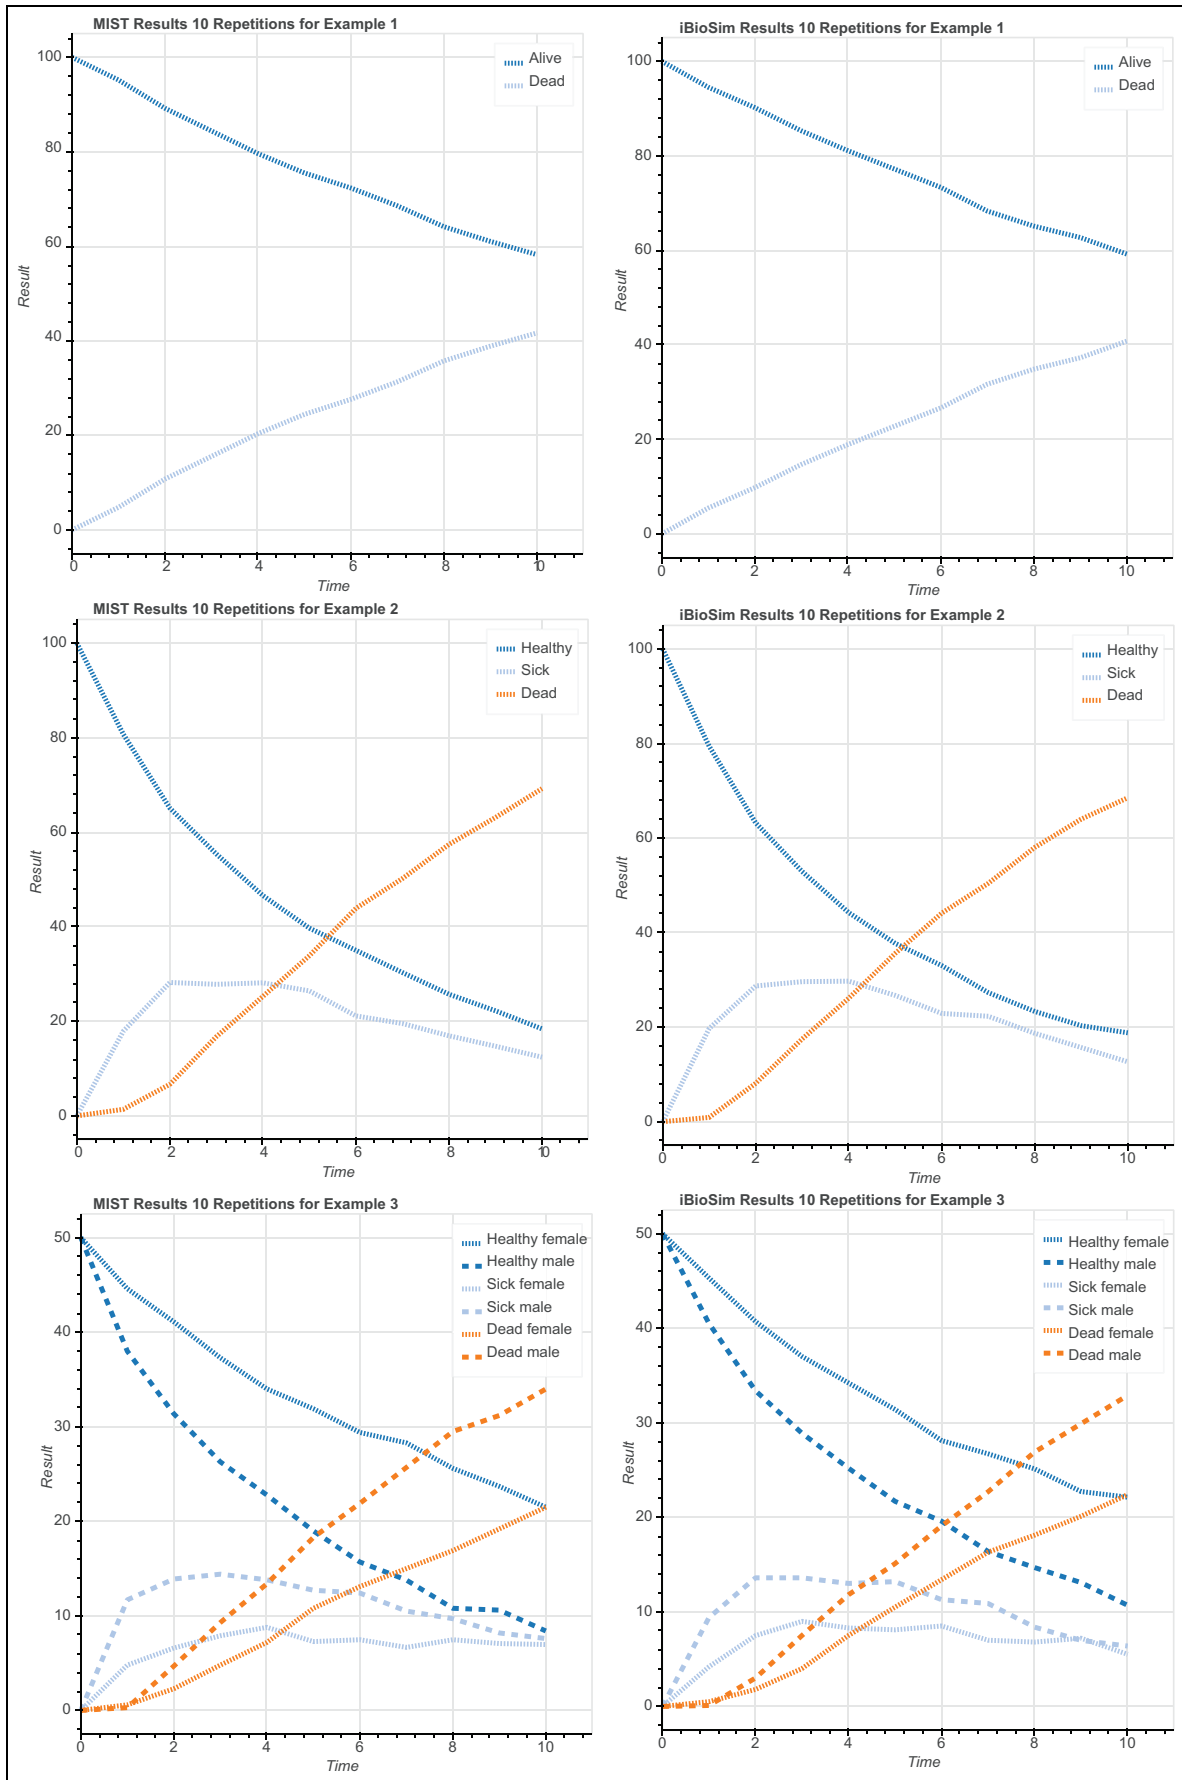 MIST Results 10 Repetitions for Example 1
100
80
60
40
20
0
Result
Alive
Dead
0 2 4 6 8 10
Time
iBioSim Results 10 Repetitions for Example 1
100
80
60
40
20
0
Result
Alive
Dead
0 2 4 6 8 10
Time
MIST Results 10 Repetitions for Example 2
100
80
60
40
20
0
Result
Healthy
Sick
Dead
0 2 4 6 8 10
Time
iBioSim Results 10 Repetitions for Example 2
100
80
60
40
20
0
Result
Healthy
Sick
Dead
0 2 4 6 8 10
Time
MIST Results 10 Repetitions for Example 3
50
40
30
20
10
0
Result
Healthy female
Healthy male
Sick female
Sick male
Dead female
Dead male
0 2 4 6 8 10
Time
iBioSim Results 10 Repetitions for Example 3
50
40
30
20
10
0
Result
Healthy female
Healthy male
Sick female
Sick male
Dead female
Dead male
0 2 4 6 8 10
Time